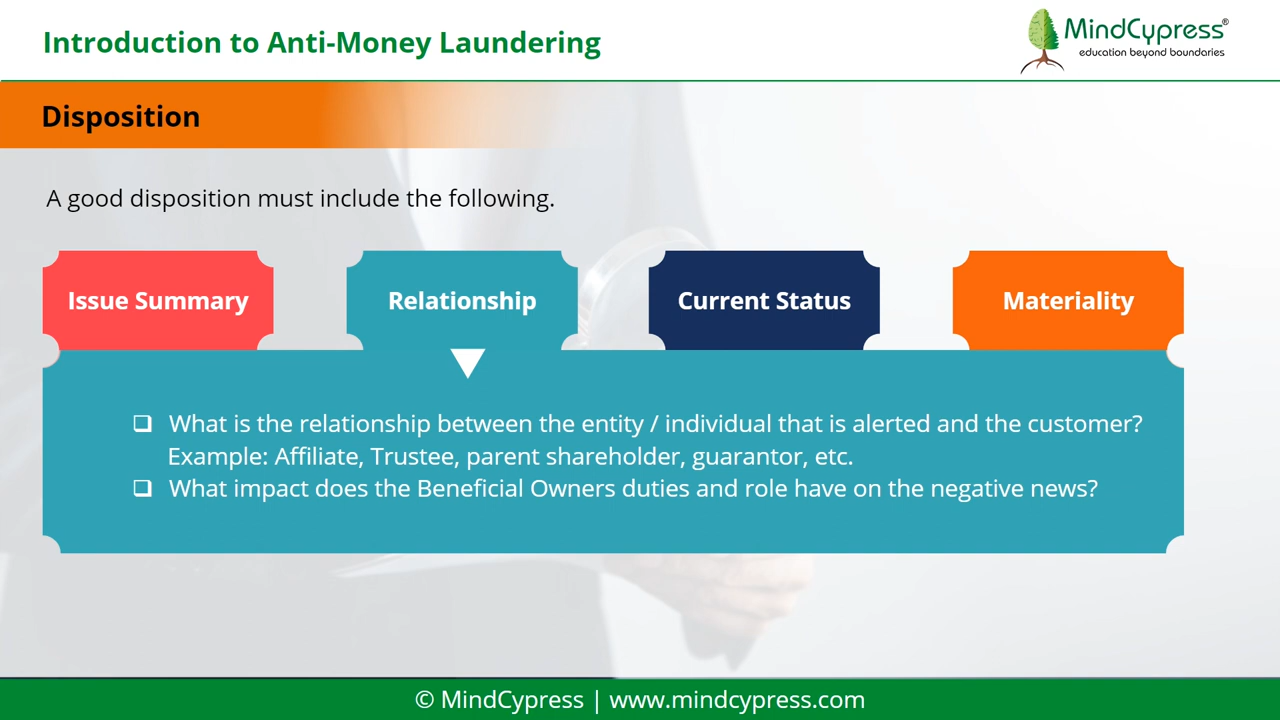 Introduction to Anti-Money Laundering
MindCypress®
education beyond boundaries
Disposition
A good disposition must include the following.
Issue Summary
Relationship
Current Status
Materiality
❑ What is the relationship between the entity / individual that is alerted and the customer?
Example: Affiliate, Trustee, parent shareholder, guarantor, etc.
❑ What impact does the Beneficial Owners duties and role have on the negative news?
© MindCypress | www.mindcypress.com